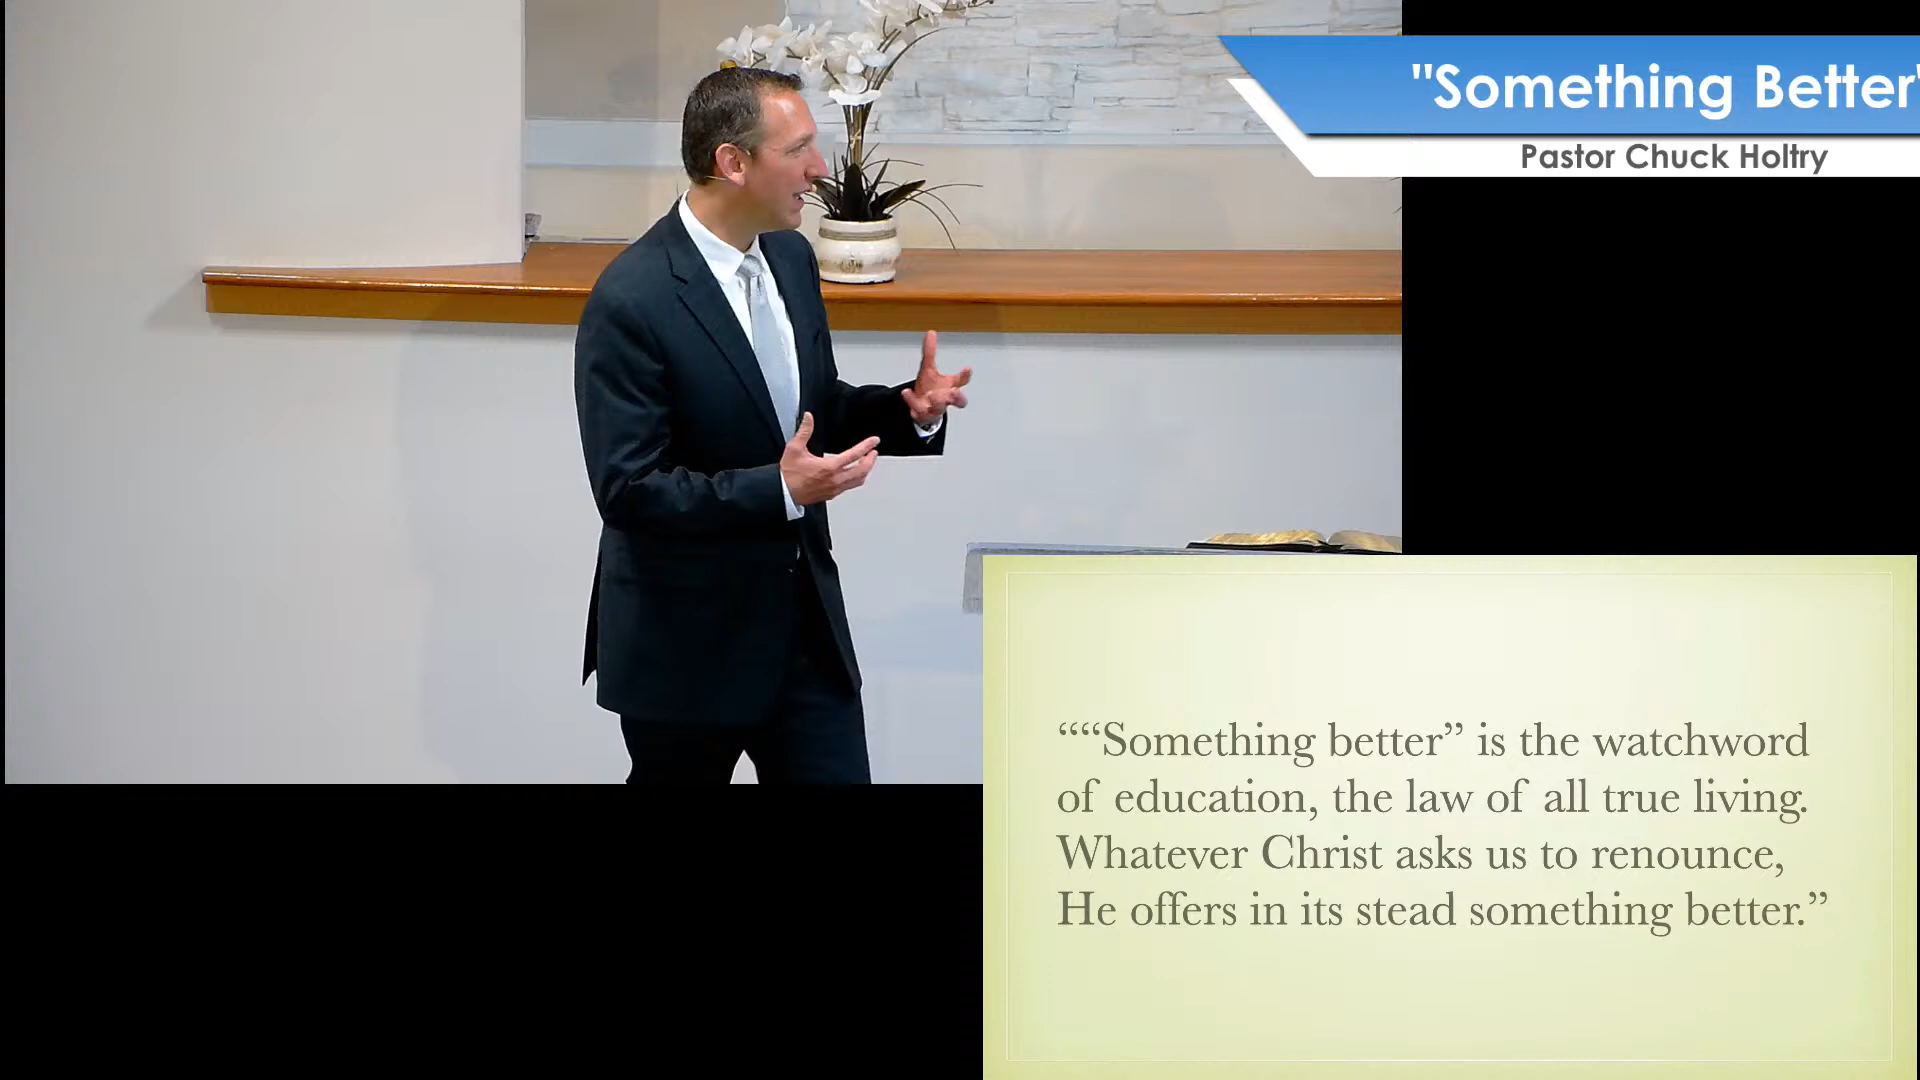 "Something Better"
Pastor Chuck Holtry
““Something better” is the watchword
of education, the law of all true living.
Whatever Christ asks us to renounce,
He offers in its stead something better.”